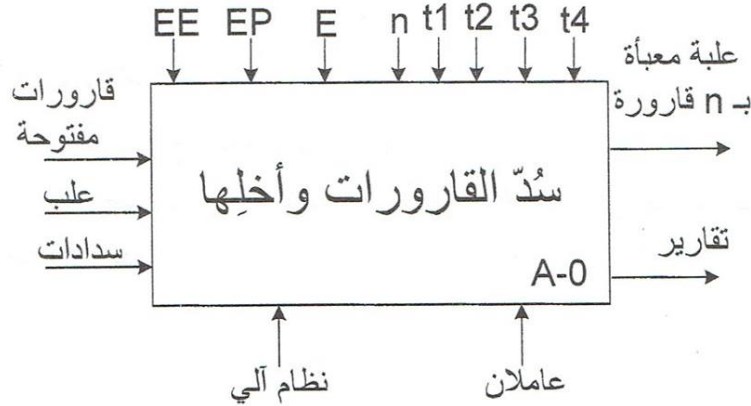 EE EP E n t1 t2 t3 t4
علبة معبأة
بـ n قارورة
قارورات
مفتوحة
سُدّ القارورات وأخلِها
علب
تقارير
سدادات
A-0
نظام آلي
عاملان